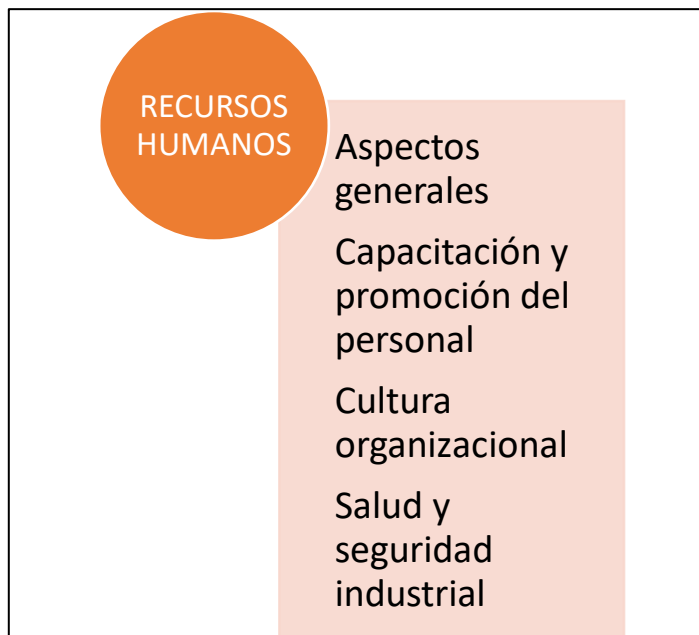 RECURSOS
HUMANOS
Aspectos
generales
Capacitación y
promoción del
personal
Cultura
organizacional
Salud y
seguridad
industrial